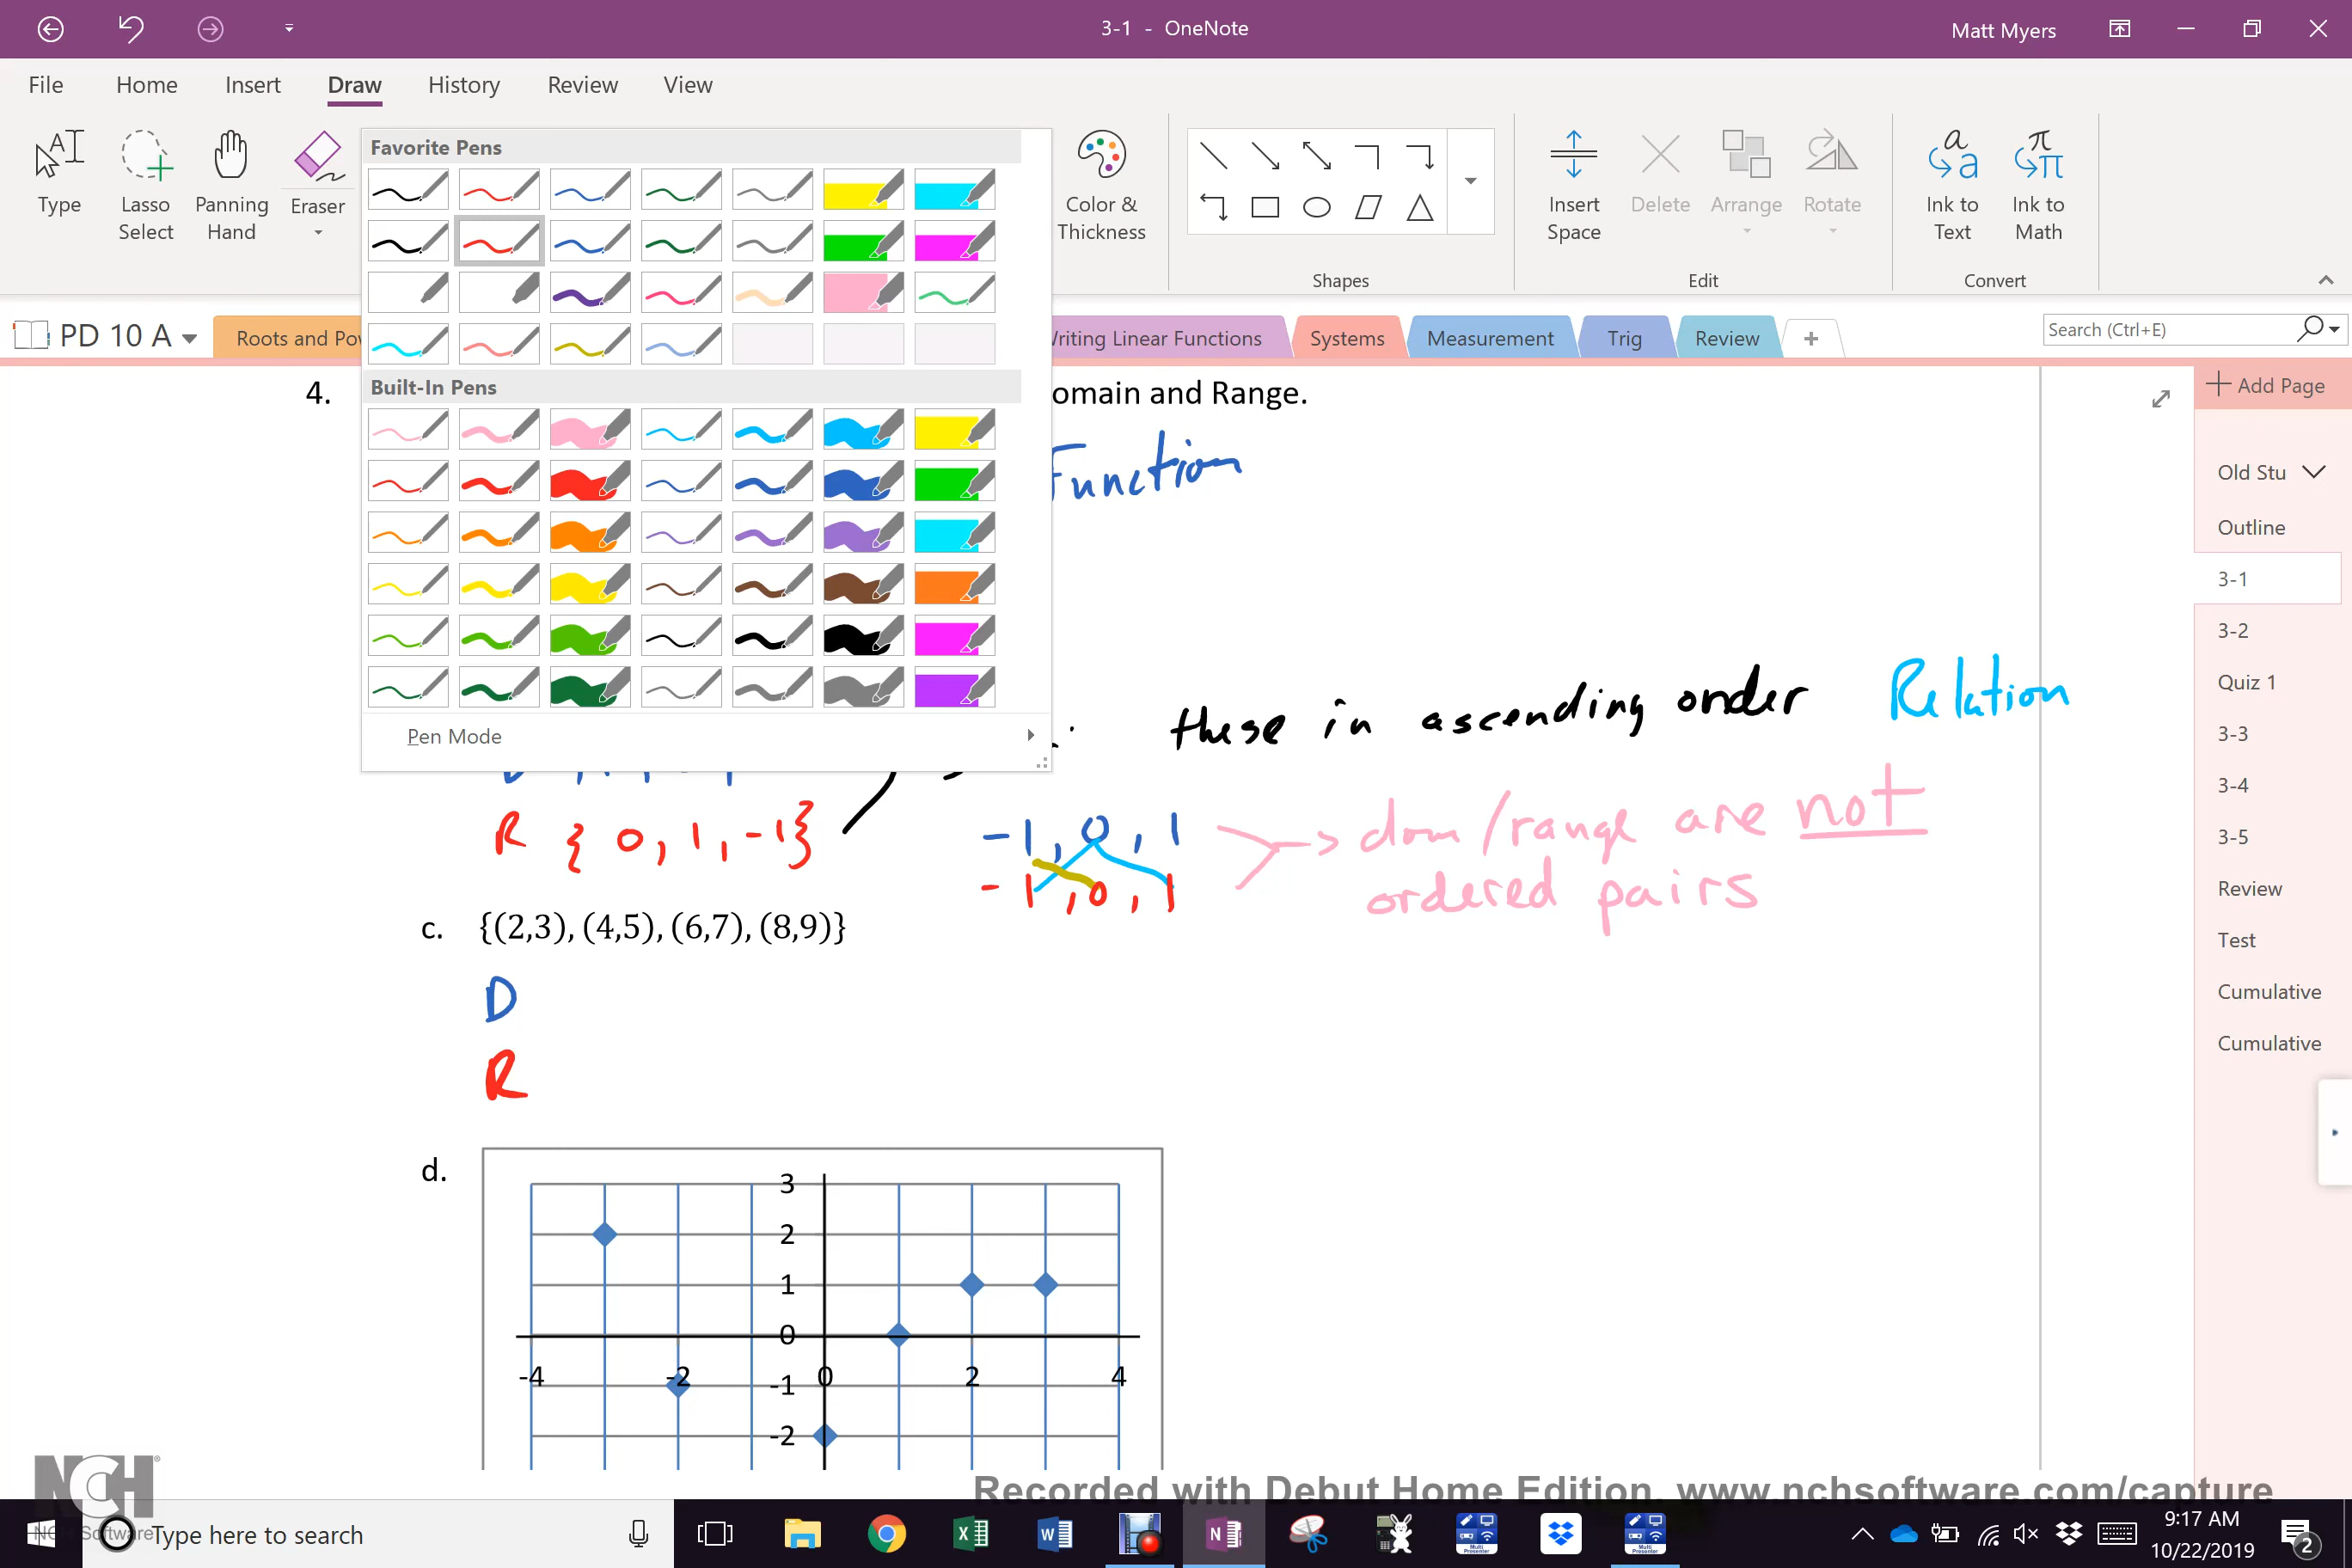 3-1 - OneNote
Matt Myers
File Home Insert Draw History Review View
Favorite Pens
Type
Lasso Select
Panning Hand
Eraser
Color & Thickness
Shapes
Insert Space
Delete
Arrange
Rotate
Edit
Ink to Text
Ink to Math
Convert
PD 10 A
Roots and Pow
riting Linear Functions
Systems
Measurement
Trig
Review
Search (Ctrl+E)
Built-In Pens
4. omain and Range.
Add Page
Function
Old Stu
Outline
3-1
3-2
Quiz 1
3-3
3-4
3-5
Review
Test
Cumulative
Cumulative
Pen Mode
these in ascending order Relation
R { 0, 1, -1}
-1, 0, 1
-1, 0, 1
dom/range are not
ordered pairs
c. {(2,3), (4,5), (6,7), (8,9)}
D
R
d.
3
2
1
0
-4 -2 0 2 4
-1
-2
NCH
NCH Software
Recorded with Debut Home Edition. www.nchsoftware.com/capture
Type here to search
9:17 AM
10/22/2019
2